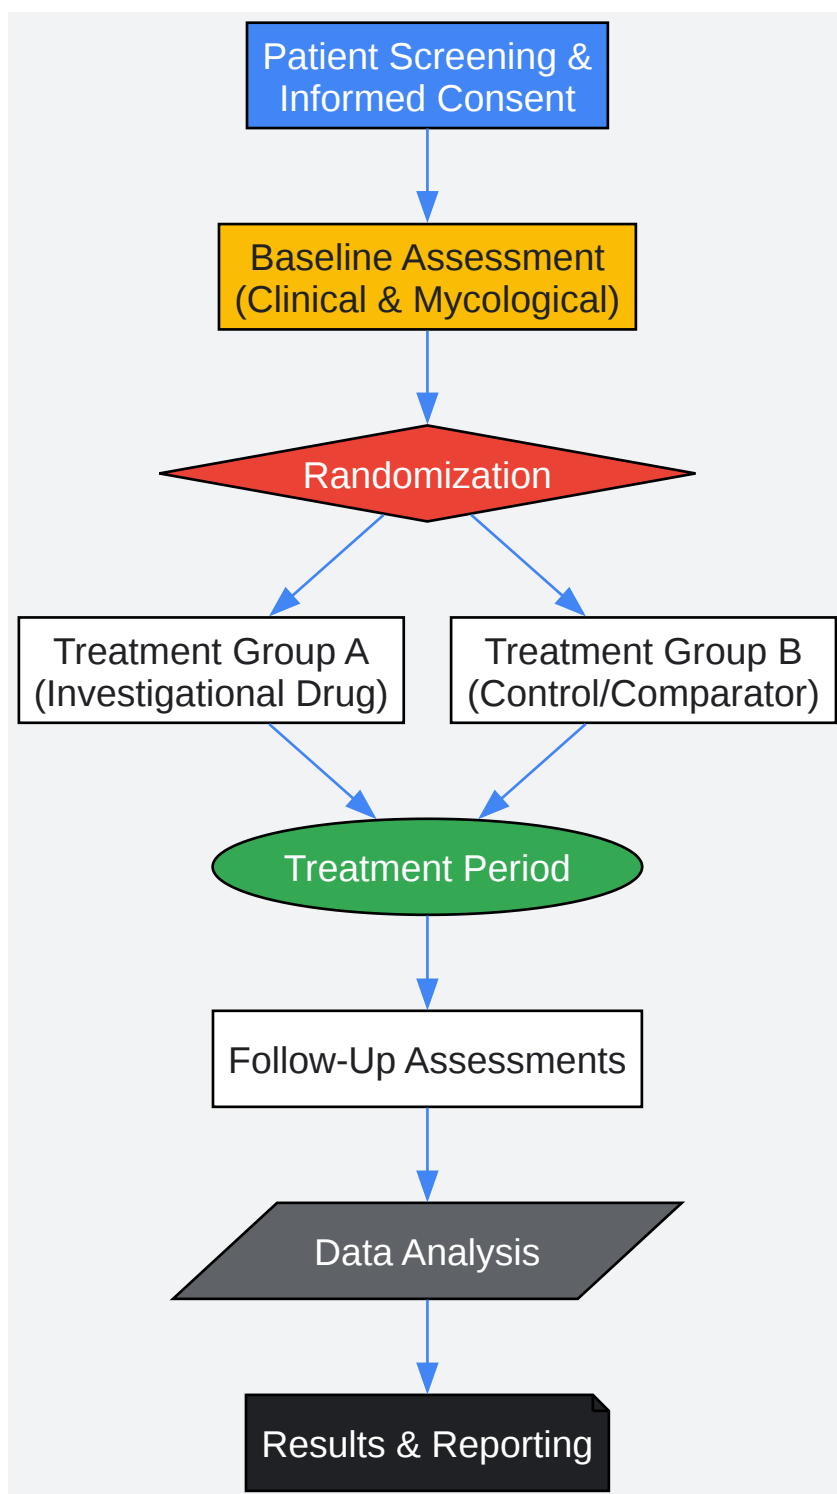 Patient Screening &
Informed Consent
Baseline Assessment
(Clinical & Mycological)
Randomization
Treatment Group A
(Investigational Drug)
Treatment Group B
(Control/Comparator)
Treatment Period
Follow-Up Assessments
Data Analysis
Results & Reporting